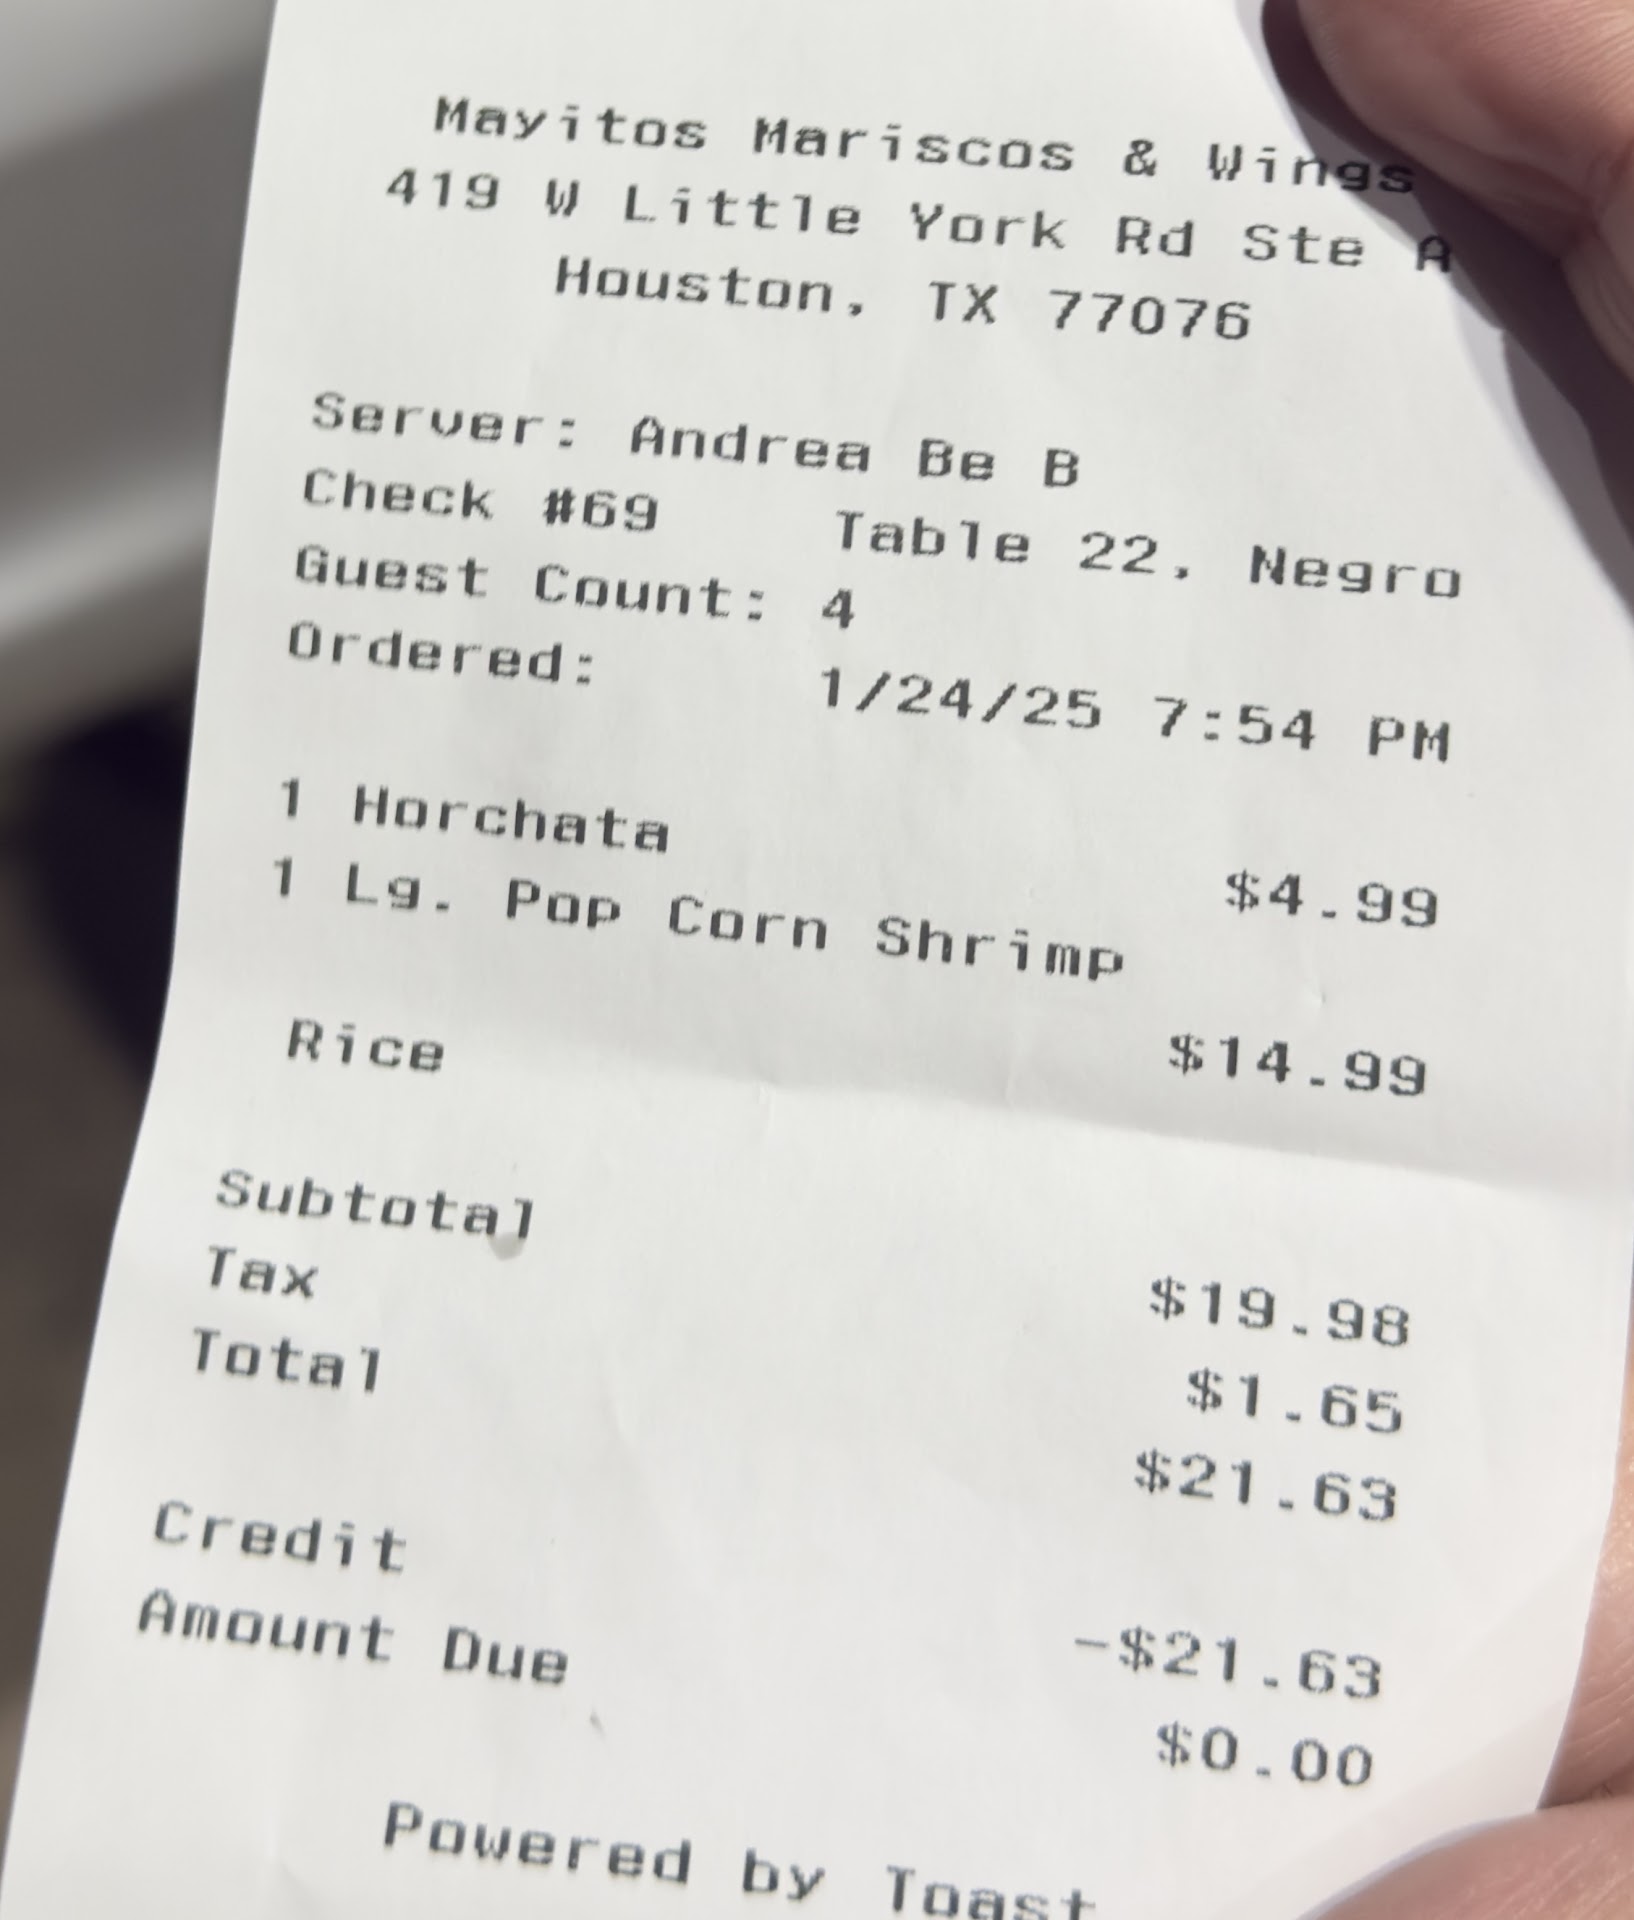 Mayitos Mariscos & Wings
419 W Little York Rd Ste A
Houston, TX 77076
Server: Andrea Be B
Check #69 Table 22, Negro
Guest Count: 4
Ordered: 1/24/25 7:54 PM
1 Horchata $4.99
1 Lg. Pop Corn Shrimp
$14.99
Rice
Subtotal $19.98
Tax $1.65
Total $21.63
Credit -$21.63
Amount Due $0.00
Powered by Toast